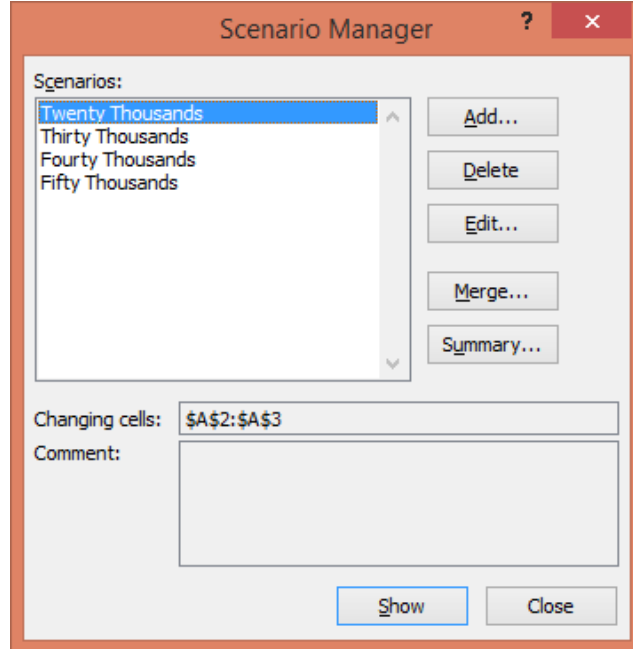 Scenario Manager ? ×
Scenarios:
Twenty Thousands
Thirty Thousands
Fourty Thousands
Fifty Thousands
Add...
Delete
Edit...
Merge...
Summary...
Changing cells: $A$2:$A$3
Comment:
Show Close